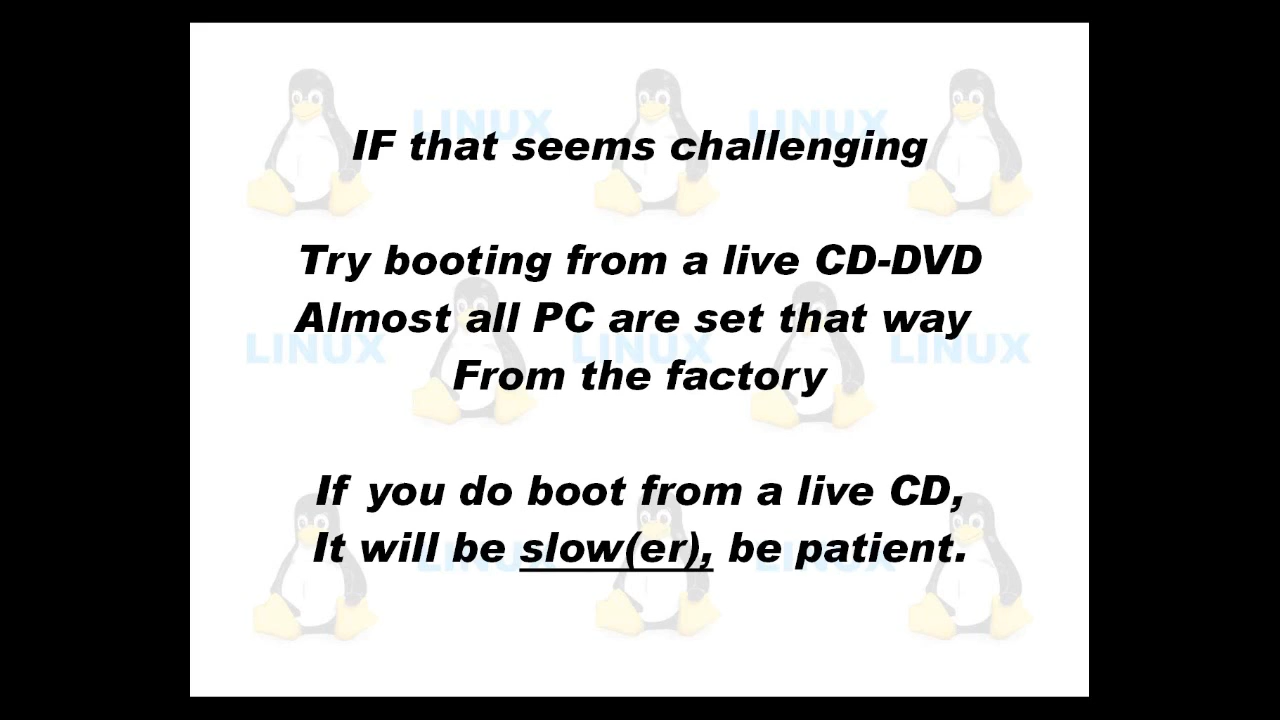 LINUX LINUX
IF that seems challenging
Try booting from a live CD-DVD
Almost all PC are set that way
LINUX LINUX LINUX
From the factory
If you do boot from a live CD,
It will be slow(er), be patient.
LINUX LINUX